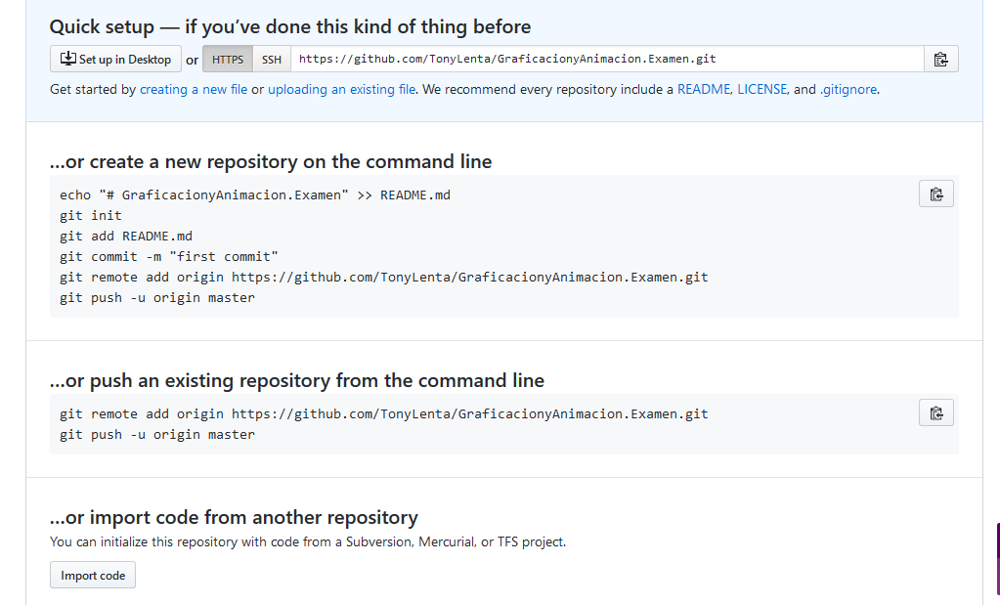 Quick setup — if you’ve done this kind of thing before
Set up in Desktop or HTTPS SSH https://github.com/TonyLenta/GraficacionyAnimacion.Examen.git
Get started by creating a new file or uploading an existing file. We recommend every repository include a README, LICENSE, and .gitignore.
…or create a new repository on the command line
echo "# GraficacionyAnimacion.Examen" >> README.md
git init
git add README.md
git commit -m "first commit"
git remote add origin https://github.com/TonyLenta/GraficacionyAnimacion.Examen.git
git push -u origin master
…or push an existing repository from the command line
git remote add origin https://github.com/TonyLenta/GraficacionyAnimacion.Examen.git
git push -u origin master
…or import code from another repository
You can initialize this repository with code from a Subversion, Mercurial, or TFS project.
Import code